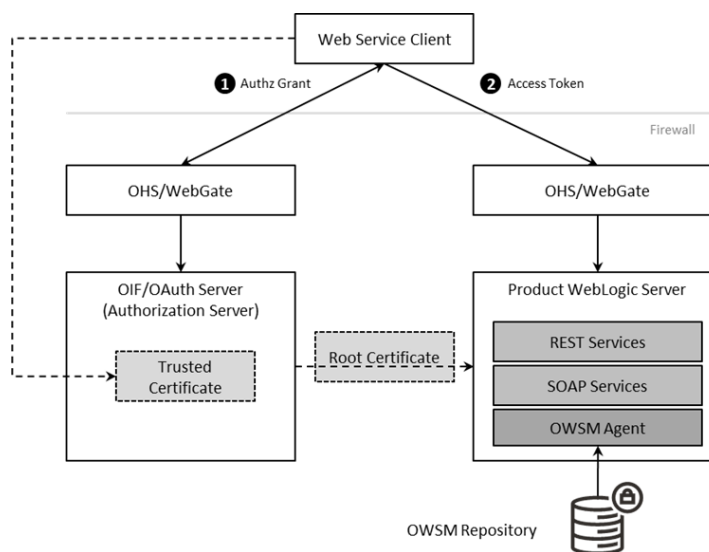 Web Service Client
1 Authz Grant
2 Access Token
Firewall
OHS/WebGate
OHS/WebGate
OIF/OAuth Server
(Authorization Server)
Trusted
Certificate
Root Certificate
Product WebLogic Server
REST Services
SOAP Services
OWSM Agent
OWSM Repository